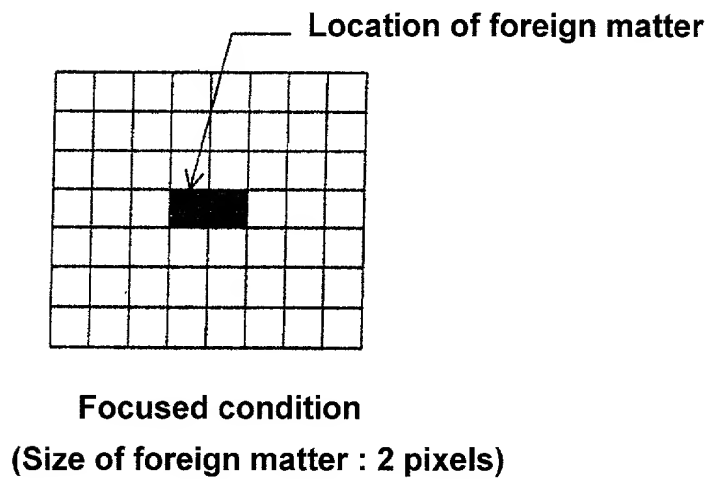 Location of foreign matter
Focused condition
(Size of foreign matter : 2 pixels)